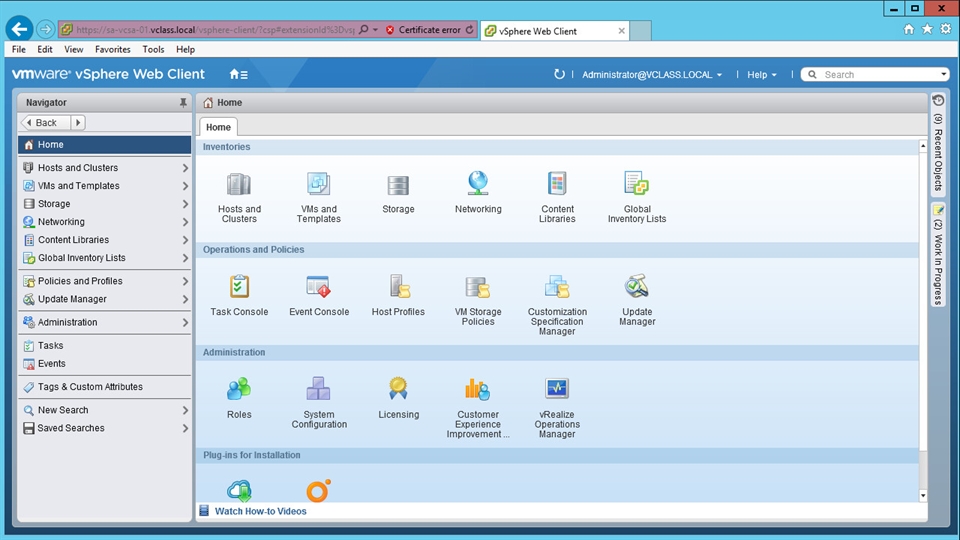 https://sa-vcsa-01.vclass.local/vsphere-client/?csp#extensionId%3Dvsp
Certificate error
vSphere Web Client
File Edit View Favorites Tools Help
vmware® vSphere Web Client
Administrator@VCLASS.LOCAL
Help
Search
Navigator
Back
Home
Hosts and Clusters
VMs and Templates
Storage
Networking
Content Libraries
Global Inventory Lists
Policies and Profiles
Update Manager
Administration
Tasks
Events
Tags & Custom Attributes
New Search
Saved Searches
Home
Home
Inventories
Hosts and
Clusters
VMs and
Templates
Storage
Networking
Content
Libraries
Global
Inventory Lists
Operations and Policies
Task Console
Event Console
Host Profiles
VM Storage
Policies
Customization
Specification
Manager
Update
Manager
Administration
Roles
System
Configuration
Licensing
Customer
Experience
Improvement ...
vRealize
Operations
Manager
Plug-ins for Installation
Watch How-to Videos
(9) Recent Objects
(2) Work In Progress